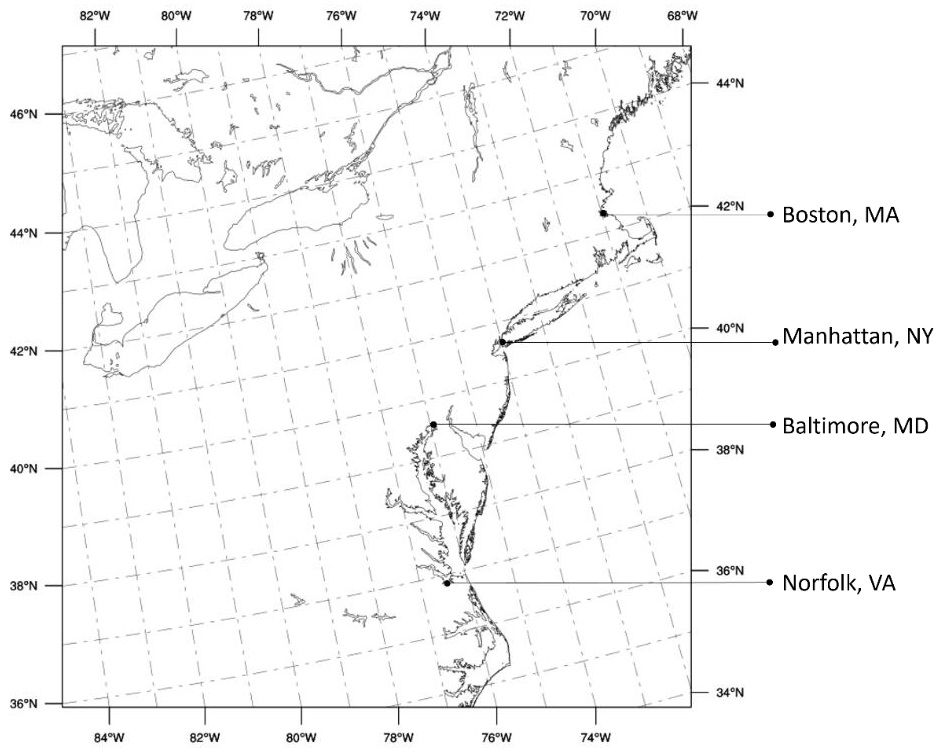 82°W 80°W 78°W 76°W 74°W 72°W 70°W 68°W
44°N
46°N
42°N
Boston, MA
44°N
40°N
Manhattan, NY
42°N
Baltimore, MD
38°N
40°N
36°N
Norfolk, VA
38°N
34°N
36°N
84°W 82°W 80°W 78°W 76°W 74°W